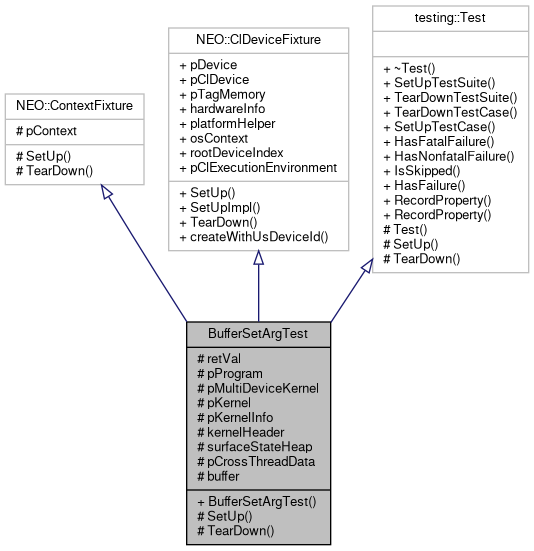 NEO::ContextFixture
# pContext
# SetUp()
# TearDown()
NEO::ClDeviceFixture
+ pDevice
+ pClDevice
+ pTagMemory
+ hardwareInfo
+ platformHelper
+ osContext
+ rootDeviceIndex
+ pClExecutionEnvironment
+ SetUp()
+ SetUpImpl()
+ TearDown()
+ createWithUsDeviceId()
testing::Test
+ ~Test()
+ SetUpTestSuite()
+ TearDownTestSuite()
+ TearDownTestCase()
+ SetUpTestCase()
+ HasFatalFailure()
+ HasNonfatalFailure()
+ IsSkipped()
+ HasFailure()
+ RecordProperty()
+ RecordProperty()
# Test()
# SetUp()
# TearDown()
BufferSetArgTest
# retVal
# pProgram
# pMultiDeviceKernel
# pKernel
# pKernelInfo
# kernelHeader
# surfaceStateHeap
# pCrossThreadData
# buffer
+ BufferSetArgTest()
# SetUp()
# TearDown()